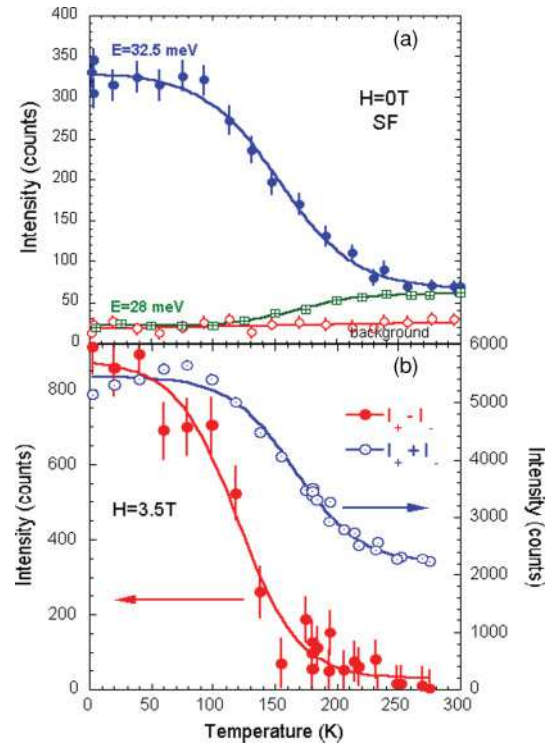 (a)
E=32.5 meV
H=0T
SF
E=28 meV
background
Intensity (counts)
400
350
300
250
200
150
100
50
0
(b)
I+ - I-
I+ + I-
H=3.5T
Intensity (counts)
800
600
400
200
0
6000
5000
4000
3000
2000
1000
0
Intensity (counts)
0 50 100 150 200 250 300
Temperature (K)